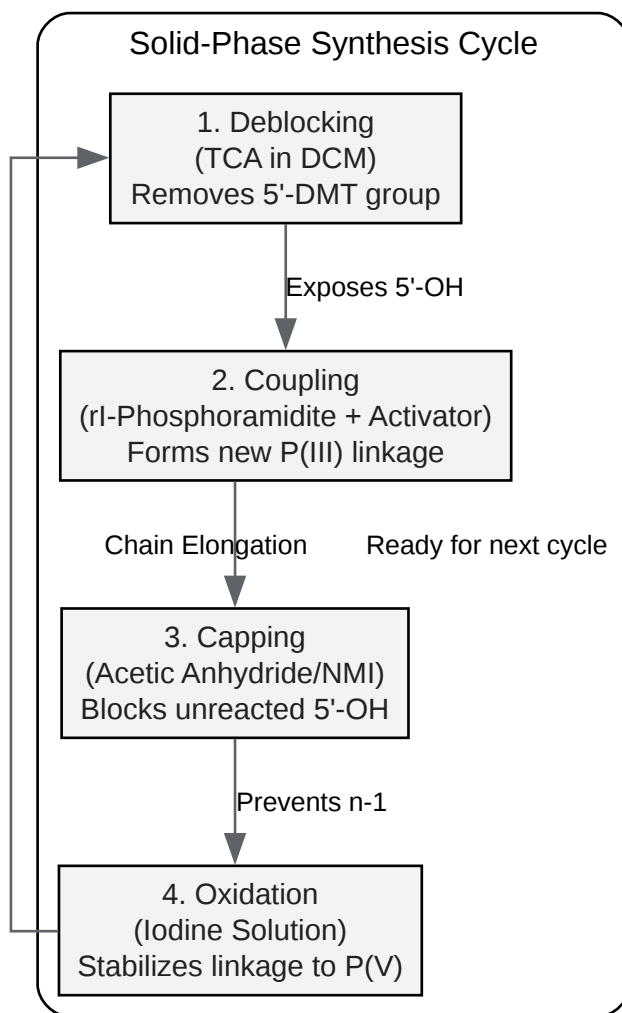 Solid-Phase Synthesis Cycle
1. Deblocking
(TCA in DCM)
Removes 5'-DMT group
Exposes 5'-OH
2. Coupling
(rI-Phosphoramidite + Activator)
Forms new P(III) linkage
Chain Elongation
Ready for next cycle
3. Capping
(Acetic Anhydride/NMI)
Blocks unreacted 5'-OH
Prevents n-1
4. Oxidation
(Iodine Solution)
Stabilizes linkage to P(V)